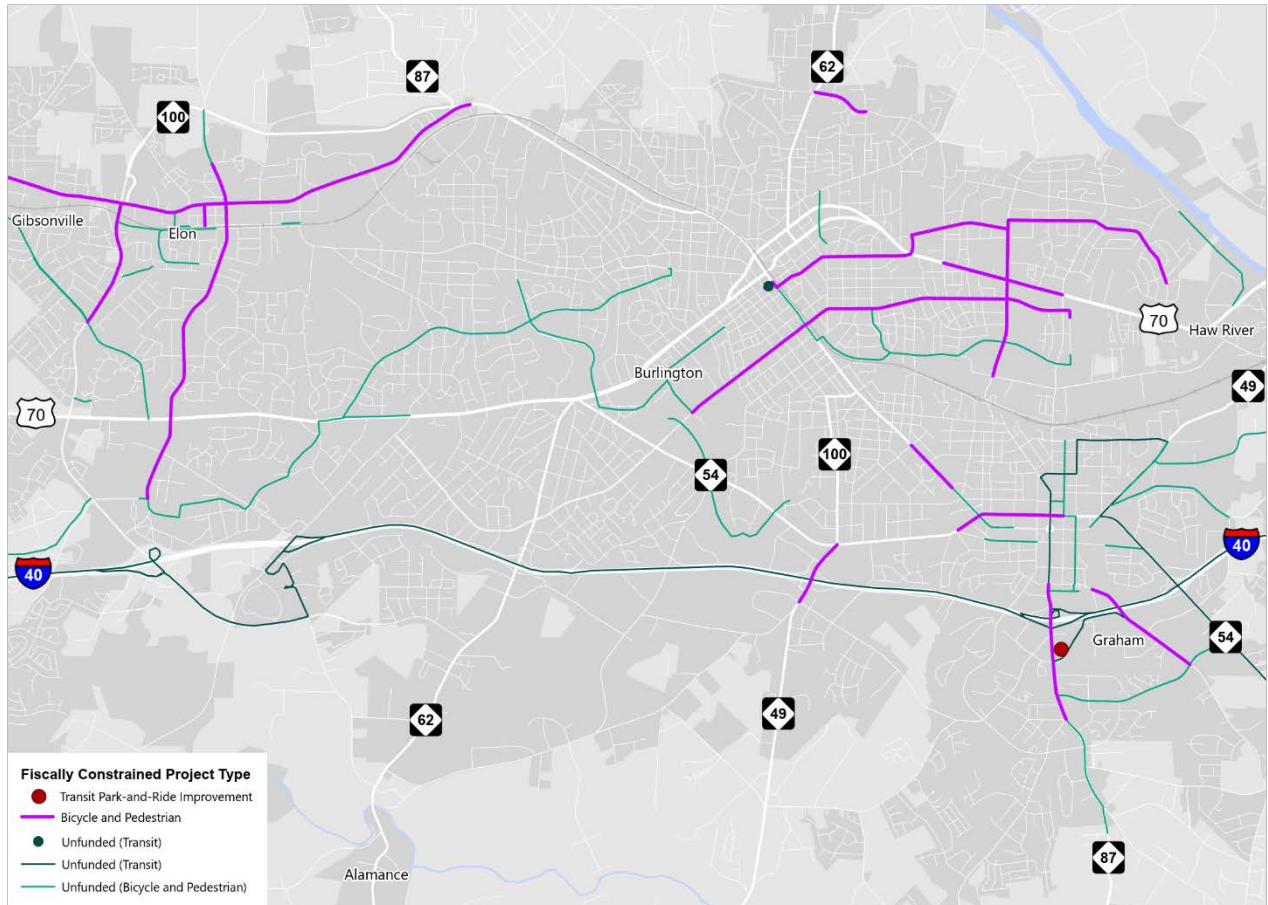 87
62
100
Gibsonville
Elon
70
Haw River
Burlington
49
70
54
100
40
40
Graham
54
62
49
Fiscally Constrained Project Type
Transit Park-and-Ride Improvement
Bicycle and Pedestrian
Unfunded (Transit)
Unfunded (Transit)
Unfunded (Bicycle and Pedestrian)
Alamance
87